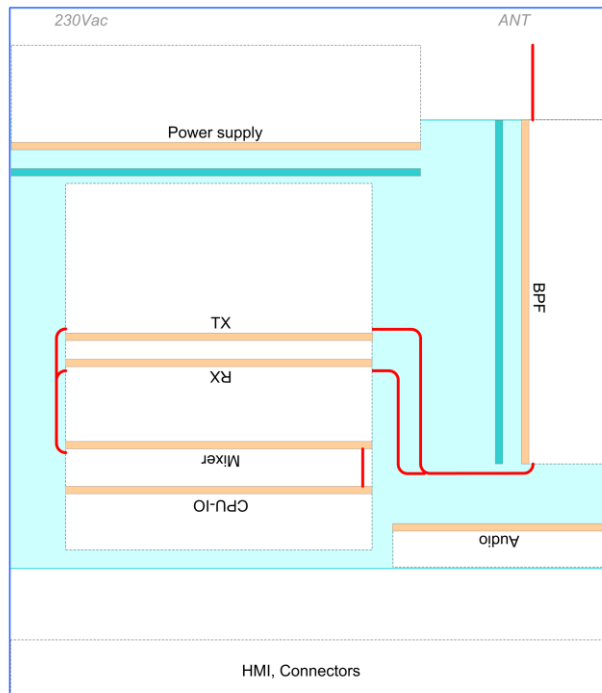 230Vac
ANT
Power supply
BPF
TX
RX
Mixer
CPU-IO
Audio
HMI, Connectors